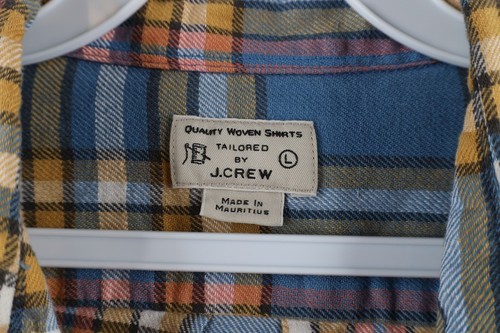 QUALITY WOVEN SHIRTS
TAILORED
BY
L
J.CREW
MADE IN
MAURITIUS